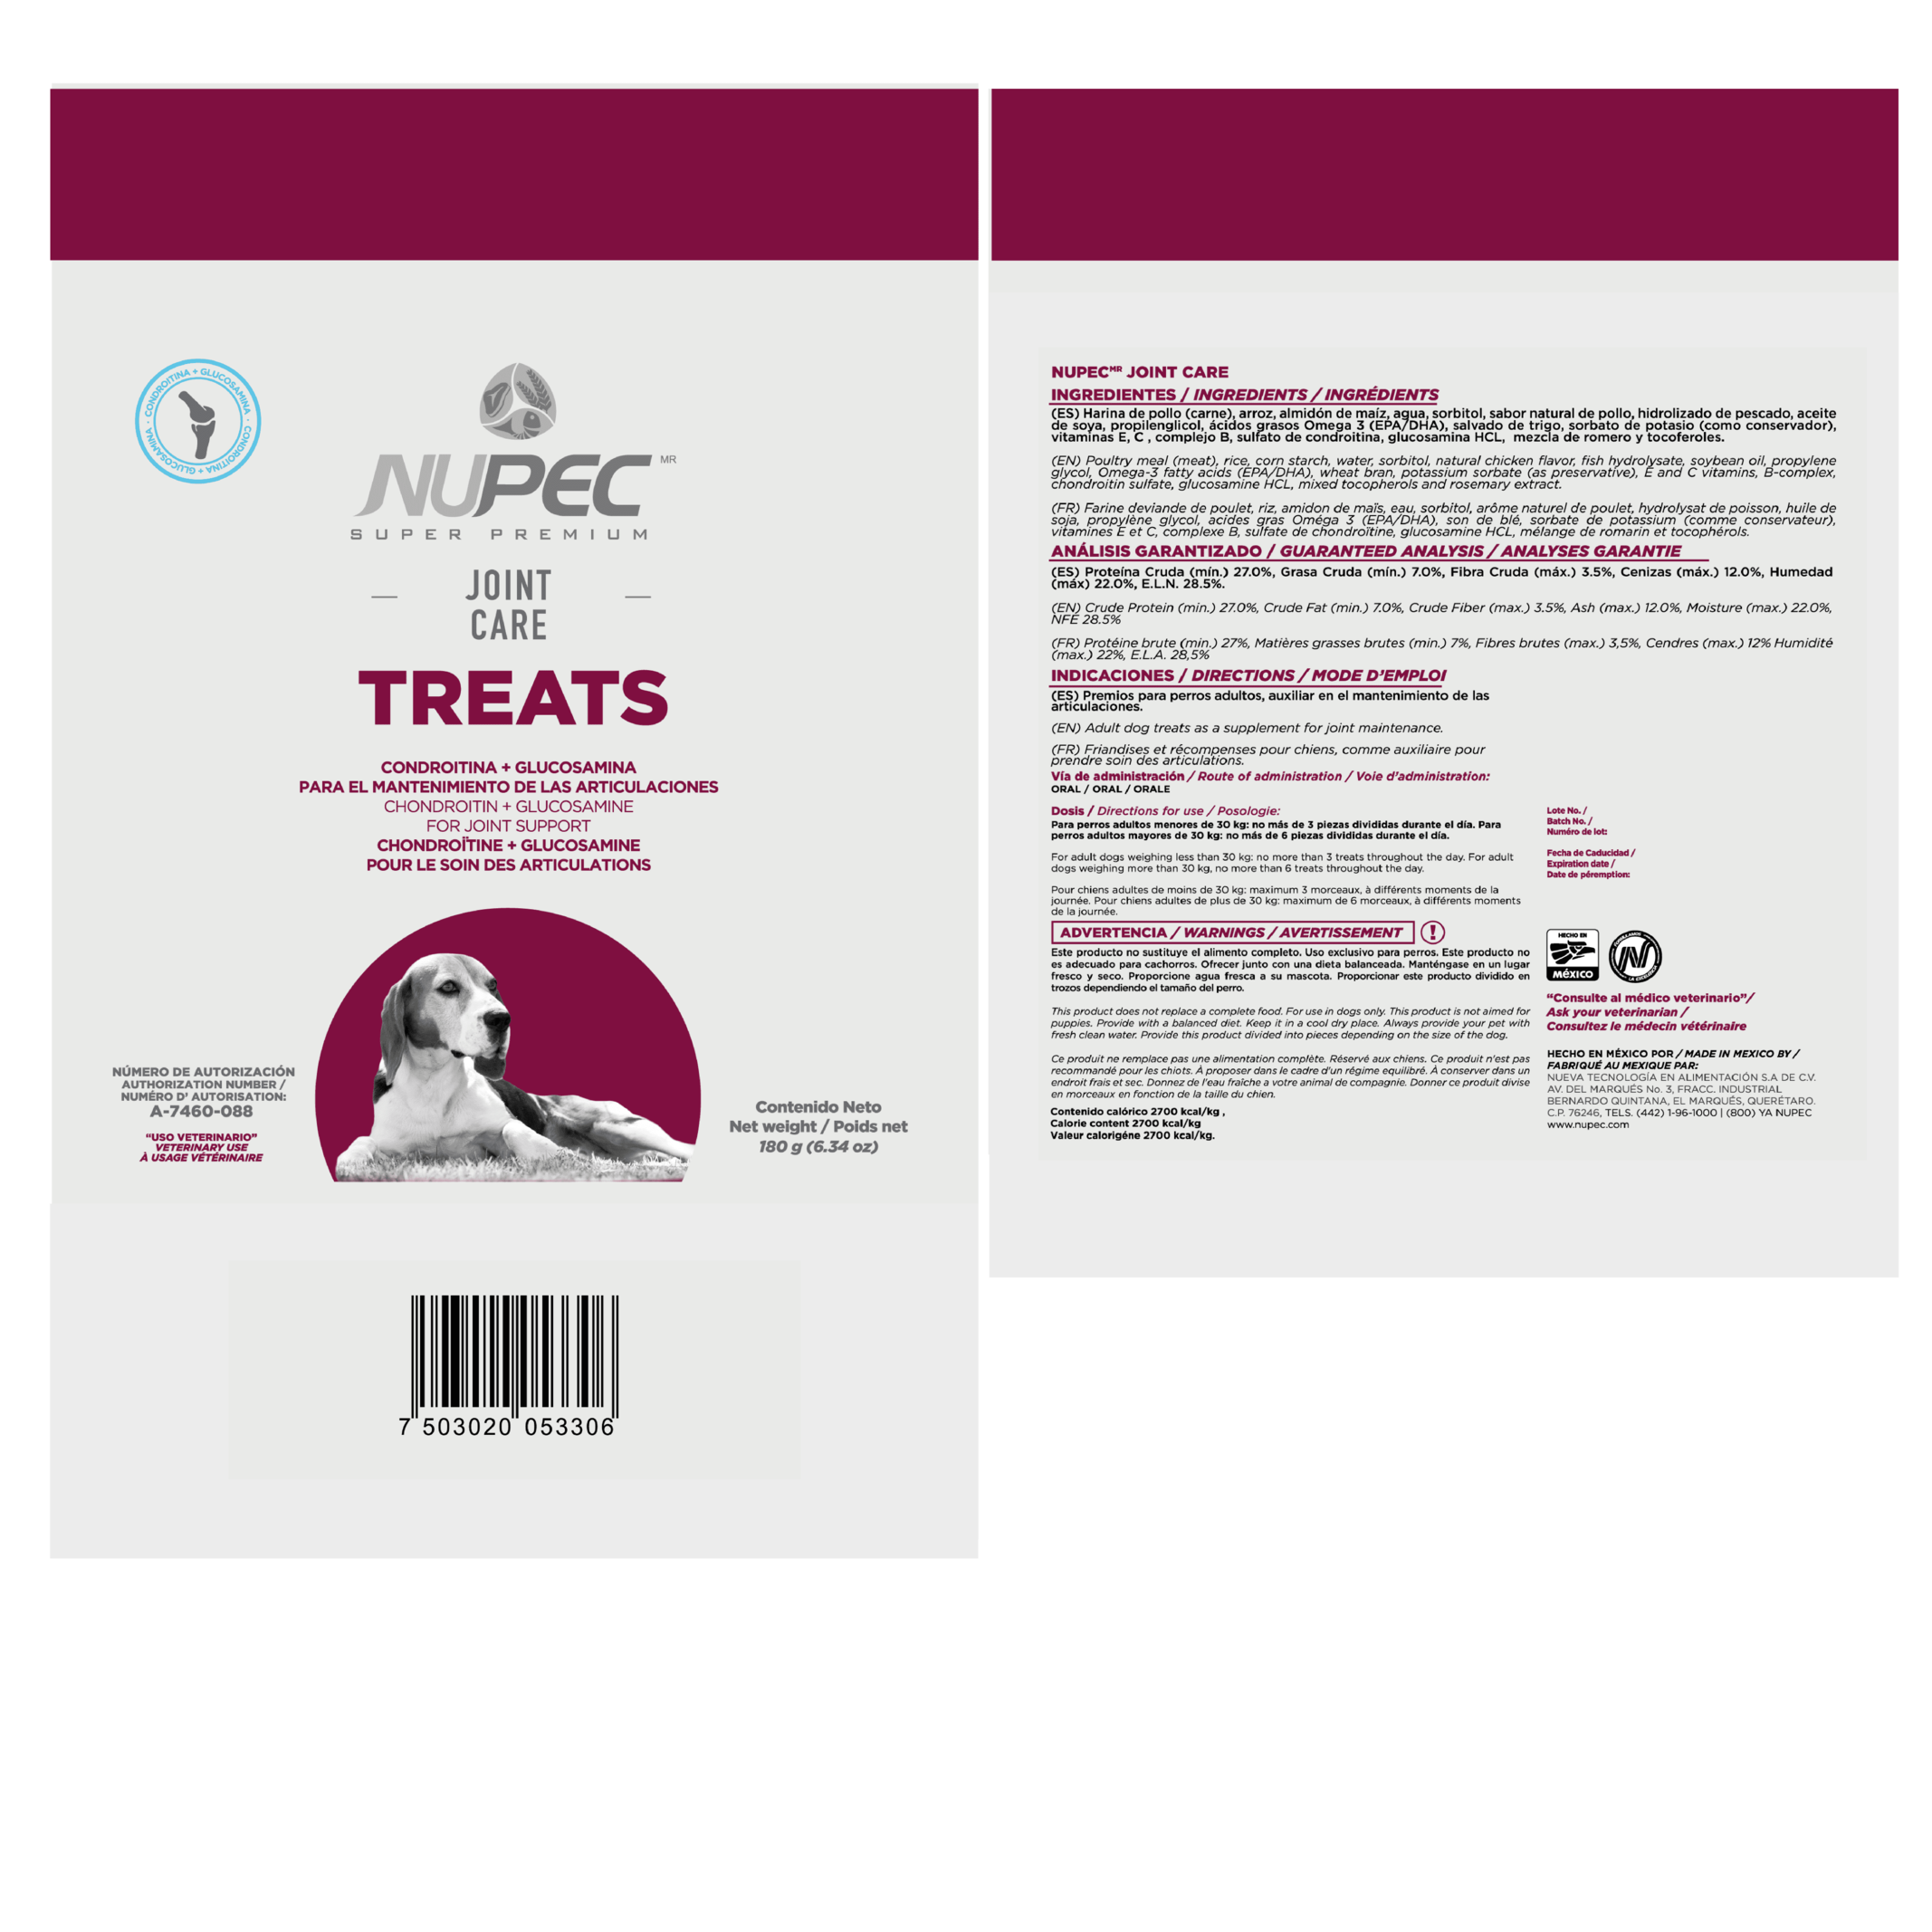 CONDROITINA + GLUCOSAMINA · CONDROITINA + GLUCOSAMINA ·
NUPEC MR
SUPER PREMIUM
JOINT
CARE
TREATS
CONDROITINA + GLUCOSAMINA
PARA EL MANTENIMIENTO DE LAS ARTICULACIONES
CHONDROITIN + GLUCOSAMINE
FOR JOINT SUPPORT
CHONDROÏTINE + GLUCOSAMINE
POUR LE SOIN DES ARTICULATIONS
NÚMERO DE AUTORIZACIÓN
AUTHORIZATION NUMBER /
NUMÉRO D' AUTORISATION:
A-7460-088
“USO VETERINARIO”
VETERINARY USE
À USAGE VÉTÉRINAIRE
Contenido Neto
Net weight / Poids net
180 g (6.34 oz)
7 503020 053306
NUPECᴹᴿ JOINT CARE
INGREDIENTES / INGREDIENTS / INGRÉDIENTS
(ES) Harina de pollo (carne), arroz, almidón de maíz, agua, sorbitol, sabor natural de pollo, hidrolizado de pescado, aceite
de soya, propilenglicol, ácidos grasos Omega 3 (EPA/DHA), salvado de trigo, sorbato de potasio (como conservador),
vitaminas E, C , complejo B, sulfato de condroitina, glucosamina HCL, mezcla de romero y tocoferoles.
(EN) Poultry meal (meat), rice, corn starch, water, sorbitol, natural chicken flavor, fish hydrolysate, soybean oil, propylene
glycol, Omega-3 fatty acids (EPA/DHA), wheat bran, potassium sorbate (as preservative), E and C vitamins, B-complex,
chondroitin sulfate, glucosamine HCL, mixed tocopherols and rosemary extract.
(FR) Farine deviande de poulet, riz, amidon de maïs, eau, sorbitol, arôme naturel de poulet, hydrolysat de poisson, huile de
soja, propylène glycol, acides gras Oméga 3 (EPA/DHA), son de blé, sorbate de potassium (comme conservateur),
vitamines E et C, complexe B, sulfate de chondroïtine, glucosamine HCL, mélange de romarin et tocophérols.
ANÁLISIS GARANTIZADO / GUARANTEED ANALYSIS / ANALYSES GARANTIE
(ES) Proteína Cruda (mín.) 27.0%, Grasa Cruda (mín.) 7.0%, Fibra Cruda (máx.) 3.5%, Cenizas (máx.) 12.0%, Humedad
(máx) 22.0%, E.L.N. 28.5%.
(EN) Crude Protein (min.) 27.0%, Crude Fat (min.) 7.0%, Crude Fiber (max.) 3.5%, Ash (max.) 12.0%, Moisture (max.) 22.0%,
NFE 28.5%
(FR) Protéine brute (min.) 27%, Matières grasses brutes (min.) 7%, Fibres brutes (max.) 3,5%, Cendres (max.) 12% Humidité
(max.) 22%, E.L.A. 28,5%
INDICACIONES / DIRECTIONS / MODE D'EMPLOI
(ES) Premios para perros adultos, auxiliar en el mantenimiento de las
articulaciones.
(EN) Adult dog treats as a supplement for joint maintenance.
(FR) Friandises et récompenses pour chiens, comme auxiliaire pour
prendre soin des articulations.
Vía de administración / Route of administration / Voie d'administration:
ORAL / ORAL / ORALE
Dosis / Directions for use / Posologie:
Para perros adultos menores de 30 kg: no más de 3 piezas divididas durante el día. Para
perros adultos mayores de 30 kg: no más de 6 piezas divididas durante el día.
For adult dogs weighing less than 30 kg: no more than 3 treats throughout the day. For adult
dogs weighing more than 30 kg, no more than 6 treats throughout the day.
Pour chiens adultes de moins de 30 kg: maximum 3 morceaux, à différents moments de la
journée. Pour chiens adultes de plus de 30 kg: maximum de 6 morceaux, à différents moments
de la journée.
ADVERTENCIA / WARNINGS / AVERTISSEMENT !
Este producto no sustituye el alimento completo. Uso exclusivo para perros. Este producto no
es adecuado para cachorros. Ofrecer junto con una dieta balanceada. Manténgase en un lugar
fresco y seco. Proporcione agua fresca a su mascota. Proporcionar este producto dividido en
trozos dependiendo el tamaño del perro.
This product does not replace a complete food. For use in dogs only. This product is not aimed for
puppies. Provide with a balanced diet. Keep it in a cool dry place. Always provide your pet with
fresh clean water. Provide this product divided into pieces depending on the size of the dog.
Ce produit ne remplace pas une alimentation complète. Réservé aux chiens. Ce produit n'est pas
recommandé pour les chiots. À proposer dans le cadre d'un régime equilibré. À conserver dans un
endroit frais et sec. Donnez de l'eau fraîche a votre animal de compagnie. Donner ce produit divise
en morceaux en fonction de la taille du chien.
Contenido calórico 2700 kcal/kg ,
Calorie content 2700 kcal/kg
Valeur calorigéne 2700 kcal/kg.
Lote No. /
Batch No. /
Numéro de lot:
Fecha de Caducidad /
Expiration date /
Date de péremption:
HECHO EN
MÉXICO
“Consulte al médico veterinario”/
Ask your veterinarian /
Consultez le médecin vétérinaire
HECHO EN MÉXICO POR / MADE IN MEXICO BY /
FABRIQUÉ AU MEXIQUE PAR:
NUEVA TECNOLOGÍA EN ALIMENTACIÓN S.A DE C.V.
AV. DEL MARQUÉS No. 3, FRACC. INDUSTRIAL
BERNARDO QUINTANA, EL MARQUÉS, QUERÉTARO.
C.P. 76246, TELS. (442) 1-96-1000 | (800) YA NUPEC
www.nupec.com